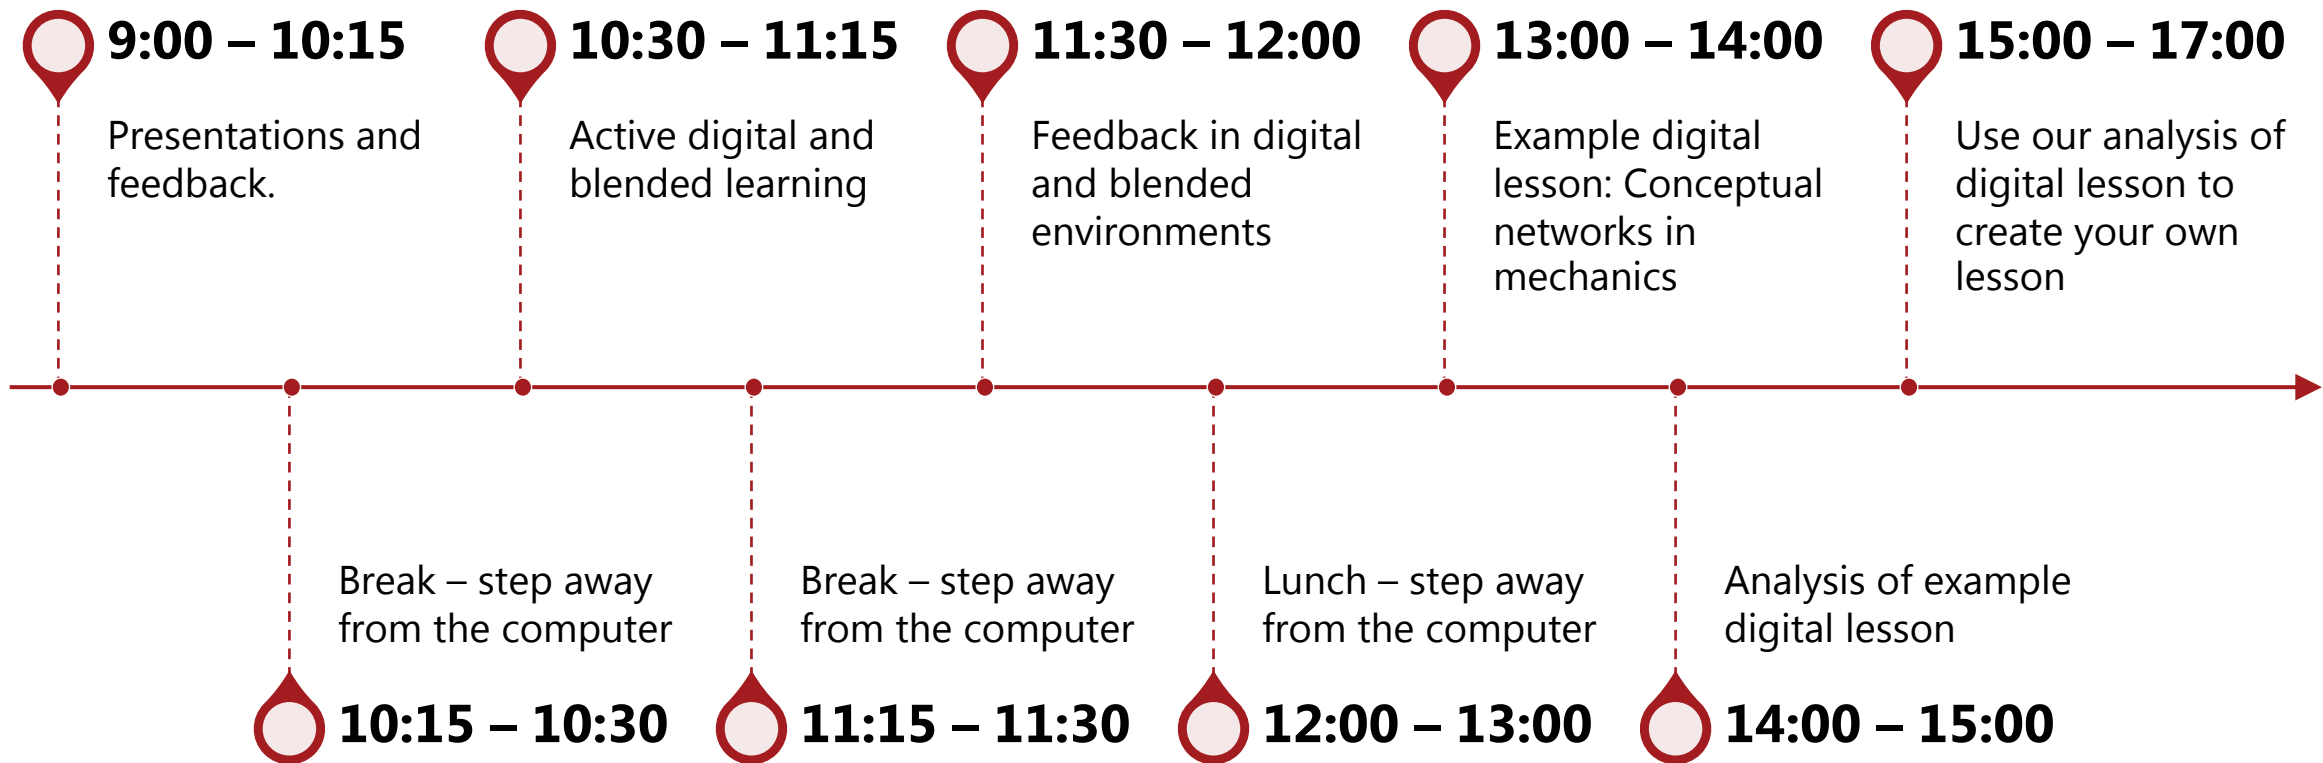 9:00 – 10:15
Presentations and
feedback.
10:30 – 11:15
Active digital and
blended learning
11:30 – 12:00
Feedback in digital
and blended
environments
13:00 – 14:00
Example digital
lesson: Conceptual
networks in
mechanics
15:00 – 17:00
Use our analysis of
digital lesson to
create your own
lesson
Break – step away
from the computer
10:15 – 10:30
Break – step away
from the computer
11:15 – 11:30
Lunch – step away
from the computer
12:00 – 13:00
Analysis of example
digital lesson
14:00 – 15:00